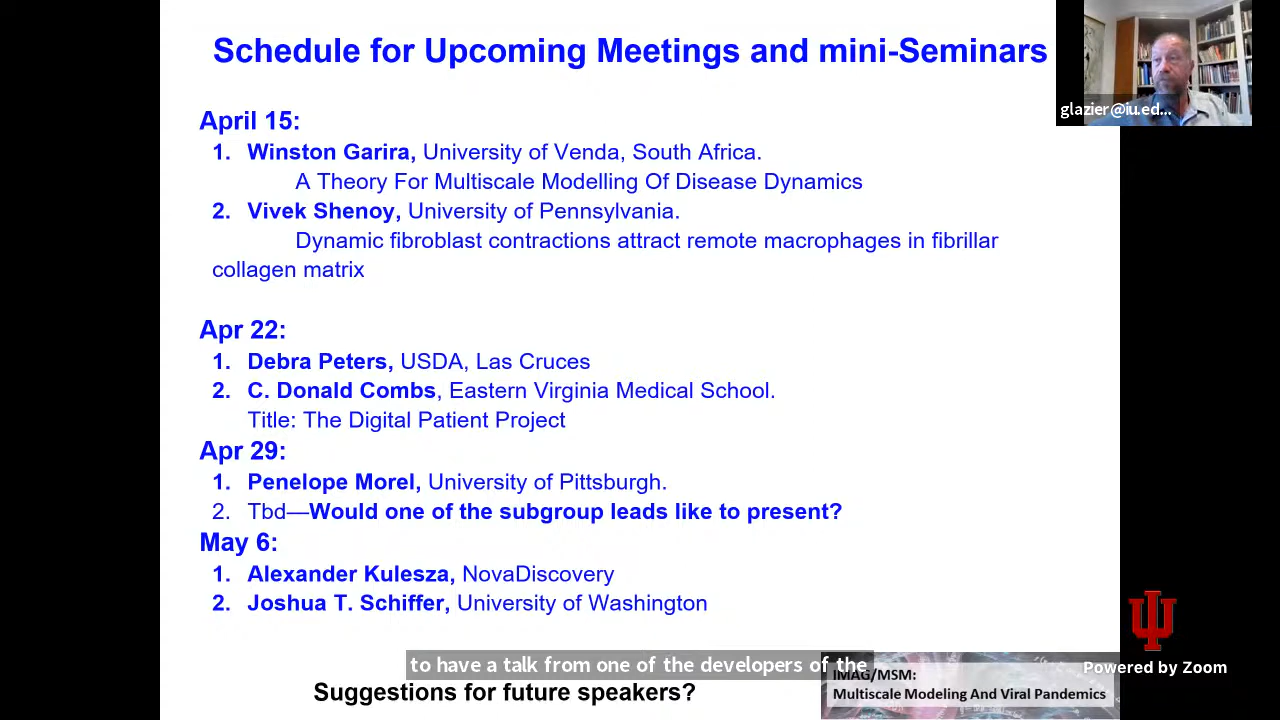 Schedule for Upcoming Meetings and mini-Seminars
glazier@iu.ed...
April 15:
1. Winston Garira, University of Venda, South Africa.
A Theory For Multiscale Modelling Of Disease Dynamics
2. Vivek Shenoy, University of Pennsylvania.
Dynamic fibroblast contractions attract remote macrophages in fibrillar
collagen matrix
Apr 22:
1. Debra Peters, USDA, Las Cruces
2. C. Donald Combs, Eastern Virginia Medical School.
Title: The Digital Patient Project
Apr 29:
1. Penelope Morel, University of Pittsburgh.
2. Tbd—Would one of the subgroup leads like to present?
May 6:
1. Alexander Kulesza, NovaDiscovery
2. Joshua T. Schiffer, University of Washington
to have a talk from one of the developers of the
Suggestions for future speakers?
IMAG/MSM:
Multiscale Modeling And Viral Pandemics
Powered by Zoom